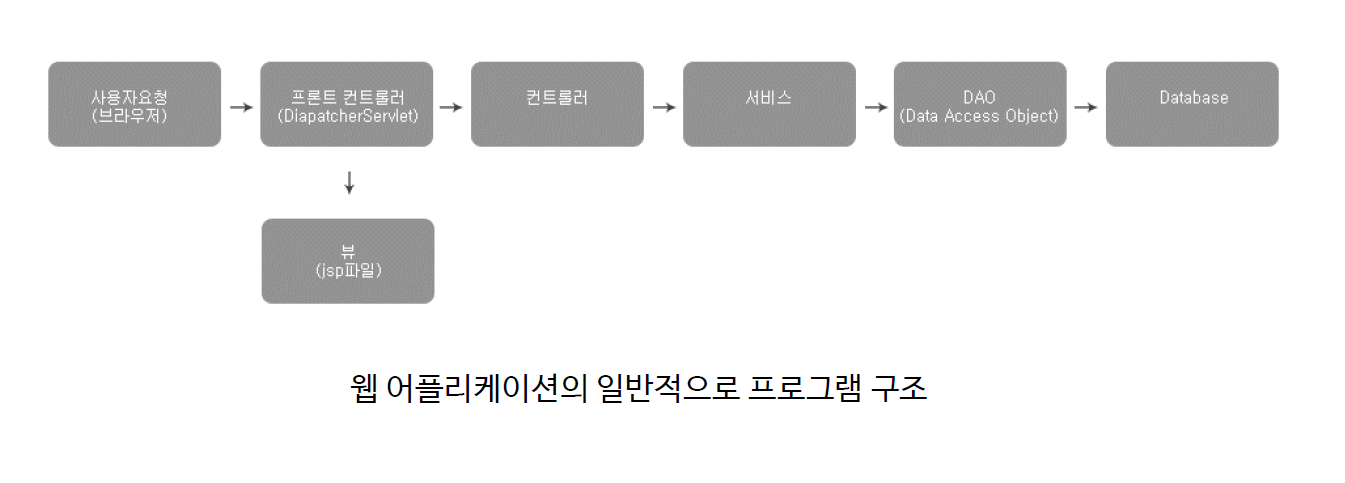 사용자요청
(브라우저)
프론트 컨트롤러
(DiapatcherServlet)
컨트롤러
서비스
DAO
(Data Access Object)
Database
뷰
(jsp파일)
웹 어플리케이션의 일반적으로 프로그램 구조